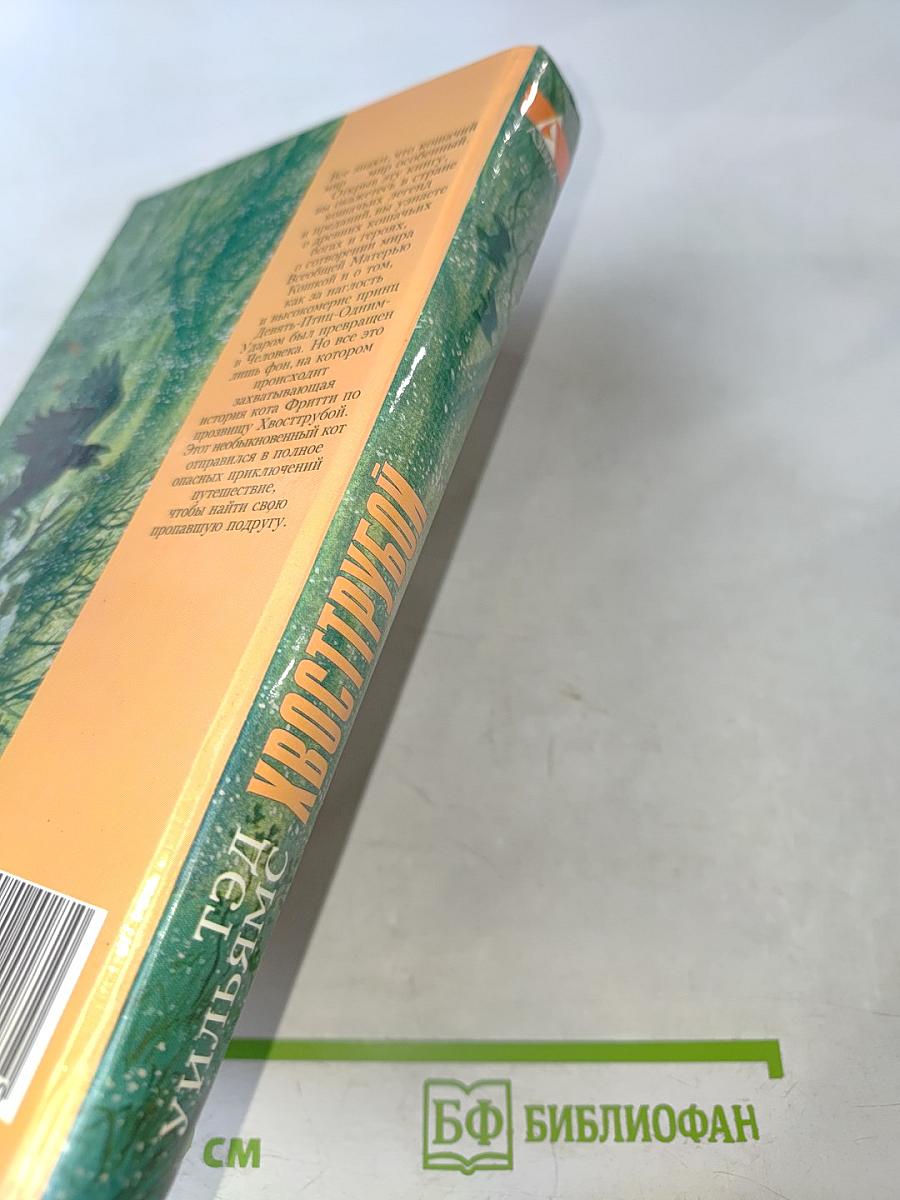 Все знают, что кошачий
мир — мир особенный.
Открыв эту книгу,
вы окажетесь в стране
кошачьих легенд
и преданий, вы узнаете
о древних кошачьих
богах и героях,
о сотворении мира
Всеобщей Матерью
Кошкой и о том,
как за наглость
и высокомерие принц
Девять-Птиц-Одним-
Ударом был превращен
в Человека. Но все это
лишь фон, на котором
происходит
захватывающая
история кота Фритти по
прозвищу Хвосттрубой.
Этот необыкновенный кот
отправился в полное
опасных приключений
путешествие,
чтобы найти свою
пропавшую подругу.
ХВОСТТРУБОЙ
ТЭД
УИЛЬЯМС
БФ БИБЛИОФАН
см